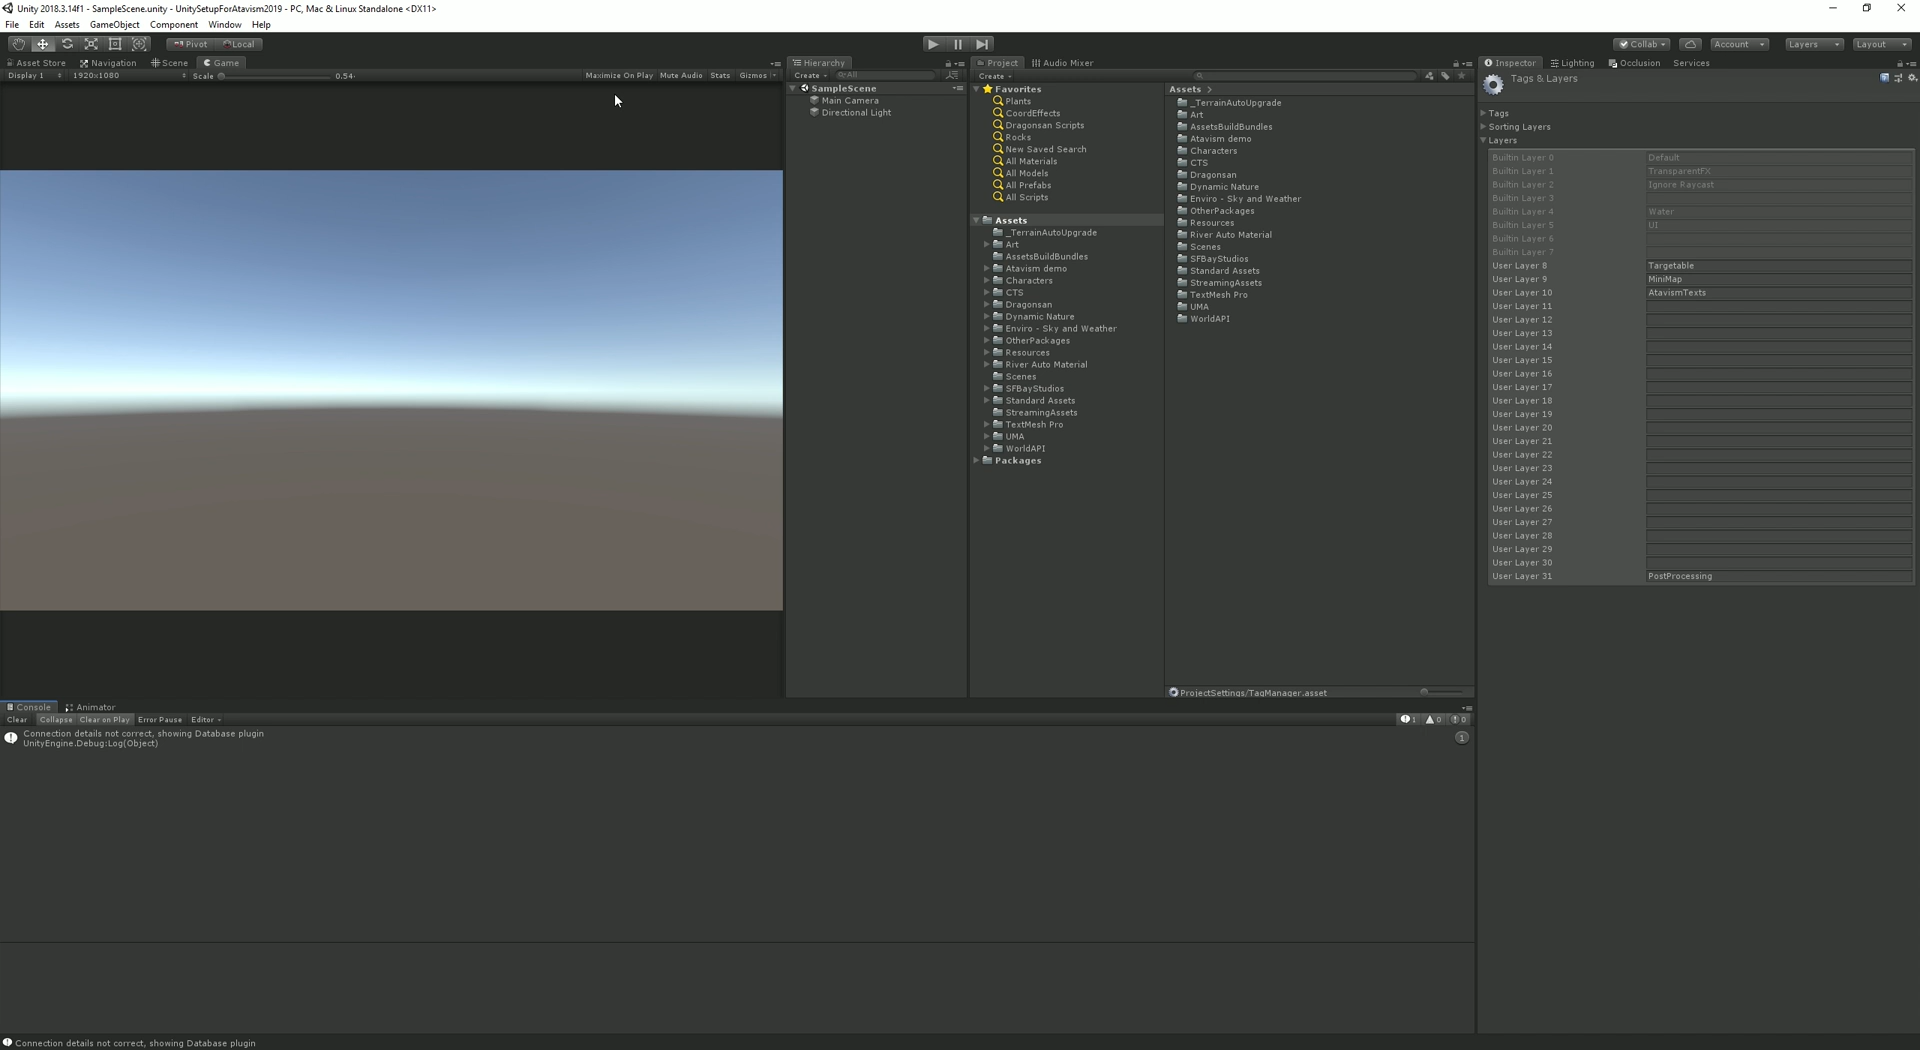 Unity 2018.3.14f1 - SampleScene.unity - UnitySetupForAtavism2019 - PC, Mac & Linux Standalone <DX11>
File Edit Assets GameObject Component Window Help
Pivot Local
Collab Account Layers Layout
Asset Store Navigation Scene Game
Display 1 1920x1080 Scale 0.54
Maximize On Play Mute Audio Stats Gizmos
Hierarchy
Create All
SampleScene
Main Camera
Directional Light
Project Audio Mixer
Create
Favorites
Plants
CoordEffects
Dragonsan Scripts
Rocks
New Saved Search
All Materials
All Models
All Prefabs
All Scripts
Assets
_TerrainAutoUpgrade
Art
AssetsBuildBundles
Atavism demo
Characters
CTS
Dragonsan
Dynamic Nature
Enviro - Sky and Weather
OtherPackages
Resources
River Auto Material
Scenes
SFBayStudios
Standard Assets
StreamingAssets
TextMesh Pro
UMA
WorldAPI
Packages
Assets
_TerrainAutoUpgrade
Art
AssetsBuildBundles
Atavism demo
Characters
CTS
Dragonsan
Dynamic Nature
Enviro - Sky and Weather
OtherPackages
Resources
River Auto Material
Scenes
SFBayStudios
Standard Assets
StreamingAssets
TextMesh Pro
UMA
WorldAPI
ProjectSettings/TagManager.asset
Inspector Lighting Occlusion Services
Tags & Layers
Tags
Sorting Layers
Layers
Builtin Layer 0 Default
Builtin Layer 1 TransparentFX
Builtin Layer 2 Ignore Raycast
Builtin Layer 3
Builtin Layer 4 Water
Builtin Layer 5 UI
Builtin Layer 6
Builtin Layer 7
User Layer 8 Targetable
User Layer 9 MiniMap
User Layer 10 AtavismTexts
User Layer 11
User Layer 12
User Layer 13
User Layer 14
User Layer 15
User Layer 16
User Layer 17
User Layer 18
User Layer 19
User Layer 20
User Layer 21
User Layer 22
User Layer 23
User Layer 24
User Layer 25
User Layer 26
User Layer 27
User Layer 28
User Layer 29
User Layer 30
User Layer 31 PostProcessing
Console Animator
Clear Collapse Clear on Play Error Pause Editor
1 0 0
Connection details not correct, showing Database plugin
UnityEngine.Debug:Log(Object)
1
Connection details not correct, showing Database plugin